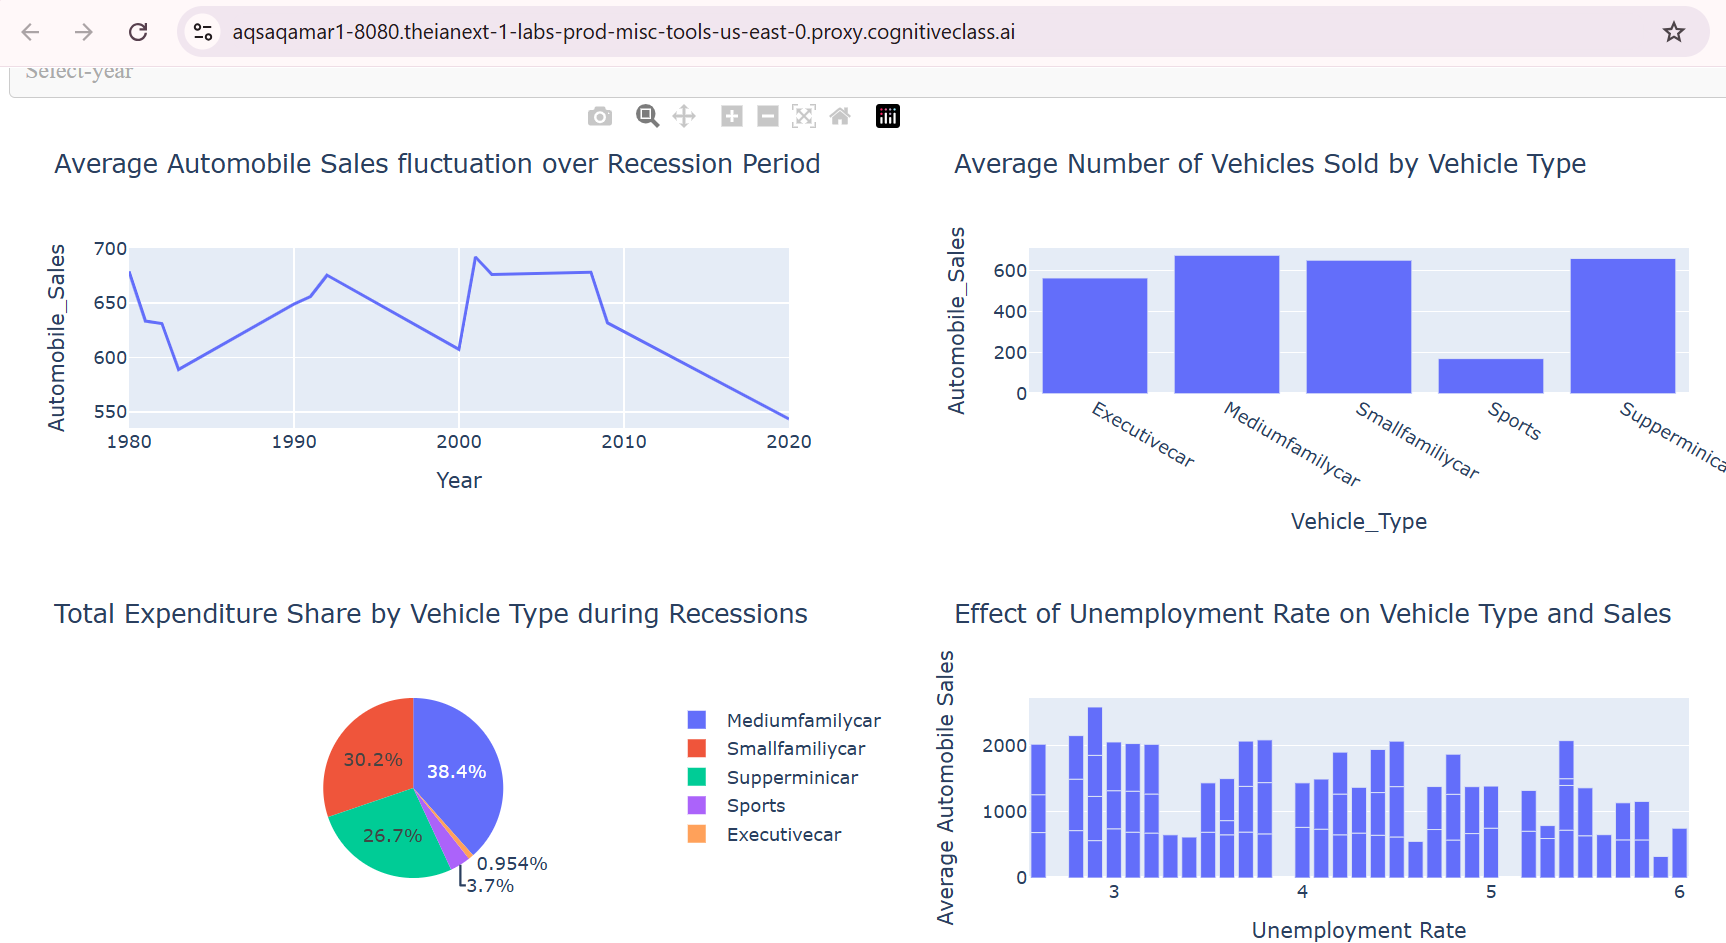 aqsaqamar1-8080.theianext-1-labs-prod-misc-tools-us-east-0.proxy.cognitiveclass.ai
Select-year
Average Automobile Sales fluctuation over Recession Period
Automobile_Sales
700
650
600
550
1980
1990
2000
2010
2020
Year
Average Number of Vehicles Sold by Vehicle Type
Automobile_Sales
600
400
200
0
Executivecar
Mediumfamilycar
Smallfamiliycar
Sports
Supperminica
Vehicle_Type
Total Expenditure Share by Vehicle Type during Recessions
30.2%
38.4%
26.7%
0.954%
3.7%
Mediumfamilycar
Smallfamiliycar
Supperminicar
Sports
Executivecar
Effect of Unemployment Rate on Vehicle Type and Sales
Average Automobile Sales
2000
1000
0
3
4
5
6
Unemployment Rate